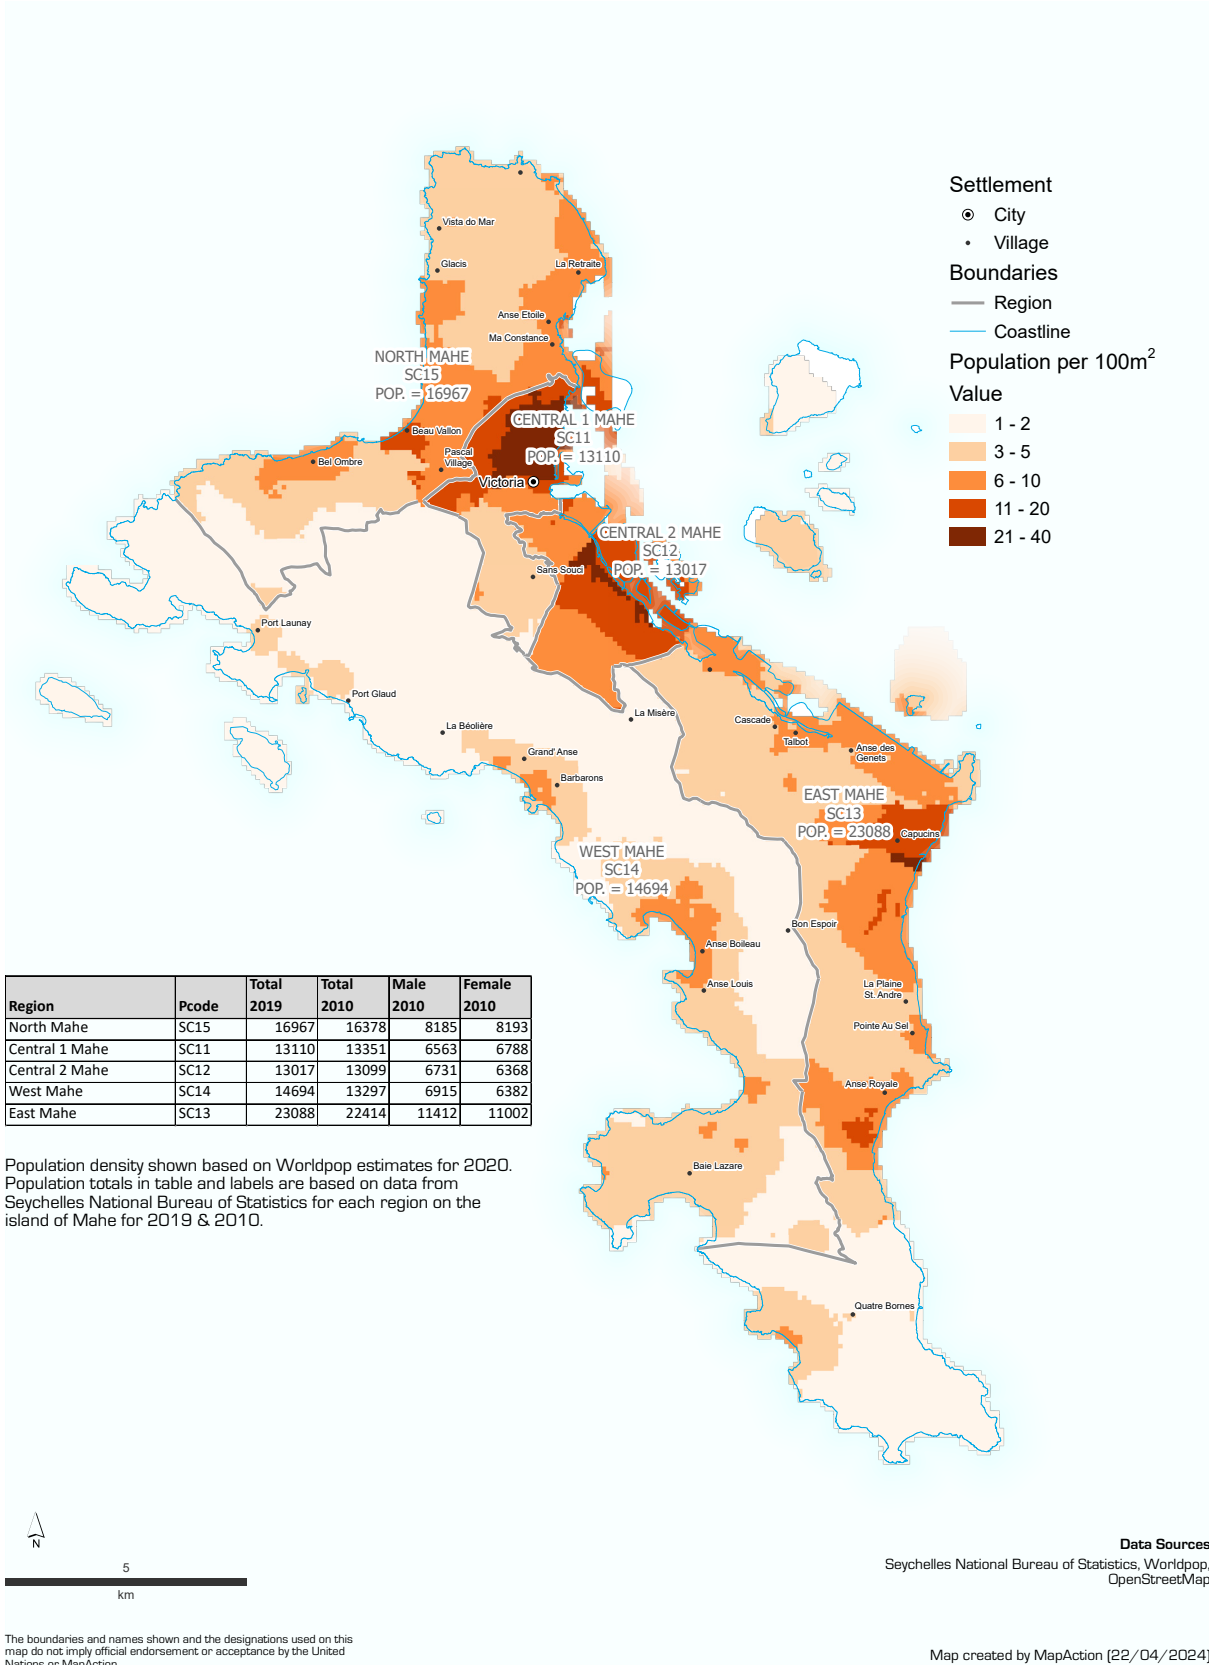 Settlement
City
Village
Boundaries
Region
Coastline
Population per 100m2
Value
1 - 2
3 - 5
6 - 10
11 - 20
21 - 40
Vista do Mar
Glacis
La Retraite
Anse Etoile
Ma Constance
NORTH MAHE
SC15
POP. = 16967
CENTRAL 1 MAHE
SC11
POP. = 13110
Beau Vallon
Pascal
Village
Bel Ombre
Victoria
CENTRAL 2 MAHE
SC12
POP. = 13017
Sans Souci
Port Launay
Port Glaud
La Misère
La Béolière
Cascade
Talbot
Anse des
Genets
Grand' Anse
Barbarons
EAST MAHE
SC13
POP. = 23088
Capucins
WEST MAHE
SC14
POP. = 14694
Bon Espoir
Anse Boileau
Anse Louis
La Plaine
St. Andre
Pointe Au Sel
Anse Royale
Baie Lazare
Quatre Bornes
Region Pcode Total 2019 Total 2010 Male 2010 Female 2010
North Mahe SC15 16967 16378 8185 8193
Central 1 Mahe SC11 13110 13351 6563 6788
Central 2 Mahe SC12 13017 13099 6731 6368
West Mahe SC14 14694 13297 6915 6382
East Mahe SC13 23088 22414 11412 11002
Population density shown based on Worldpop estimates for 2020.
Population totals in table and labels are based on data from
Seychelles National Bureau of Statistics for each region on the
island of Mahe for 2019 & 2010.
N
5
km
Data Sources
Seychelles National Bureau of Statistics, Worldpop,
OpenStreetMap
The boundaries and names shown and the designations used on this
map do not imply official endorsement or acceptance by the United
Nations or MapAction.
Map created by MapAction (22/04/2024)